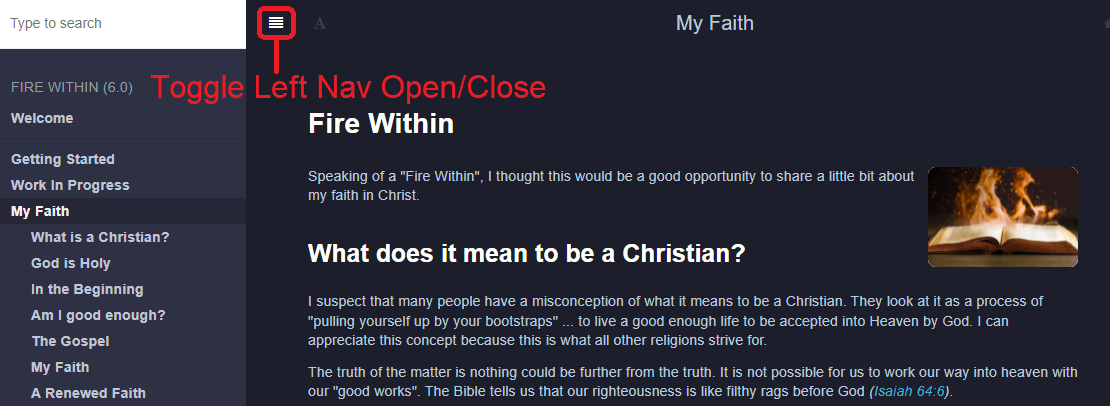 Type to search
A
My Faith
Toggle Left Nav Open/Close
FIRE WITHIN (6.0)
Welcome
Getting Started
Work In Progress
My Faith
What is a Christian?
God is Holy
In the Beginning
Am I good enough?
The Gospel
My Faith
A Renewed Faith
Fire Within
Speaking of a "Fire Within", I thought this would be a good opportunity to share a little bit about
my faith in Christ.
What does it mean to be a Christian?
I suspect that many people have a misconception of what it means to be a Christian. They look at it as a process of
"pulling yourself up by your bootstraps" ... to live a good enough life to be accepted into Heaven by God. I can
appreciate this concept because this is what all other religions strive for.
The truth of the matter is nothing could be further from the truth. It is not possible for us to work our way into heaven with
our "good works". The Bible tells us that our righteousness is like filthy rags before God (Isaiah 64:6).